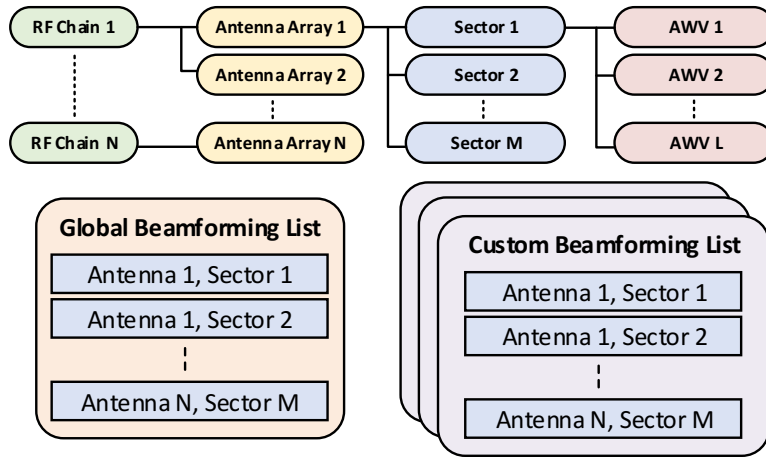 RF Chain 1
Antenna Array 1
Sector 1
AWV 1
Antenna Array 2
Sector 2
AWV 2
RF Chain N
Antenna Array N
Sector M
AWV L
Global Beamforming List
Antenna 1, Sector 1
Antenna 1, Sector 2
Antenna N, Sector M
Custom Beamforming List
Antenna 1, Sector 1
Antenna 1, Sector 2
Antenna N, Sector M